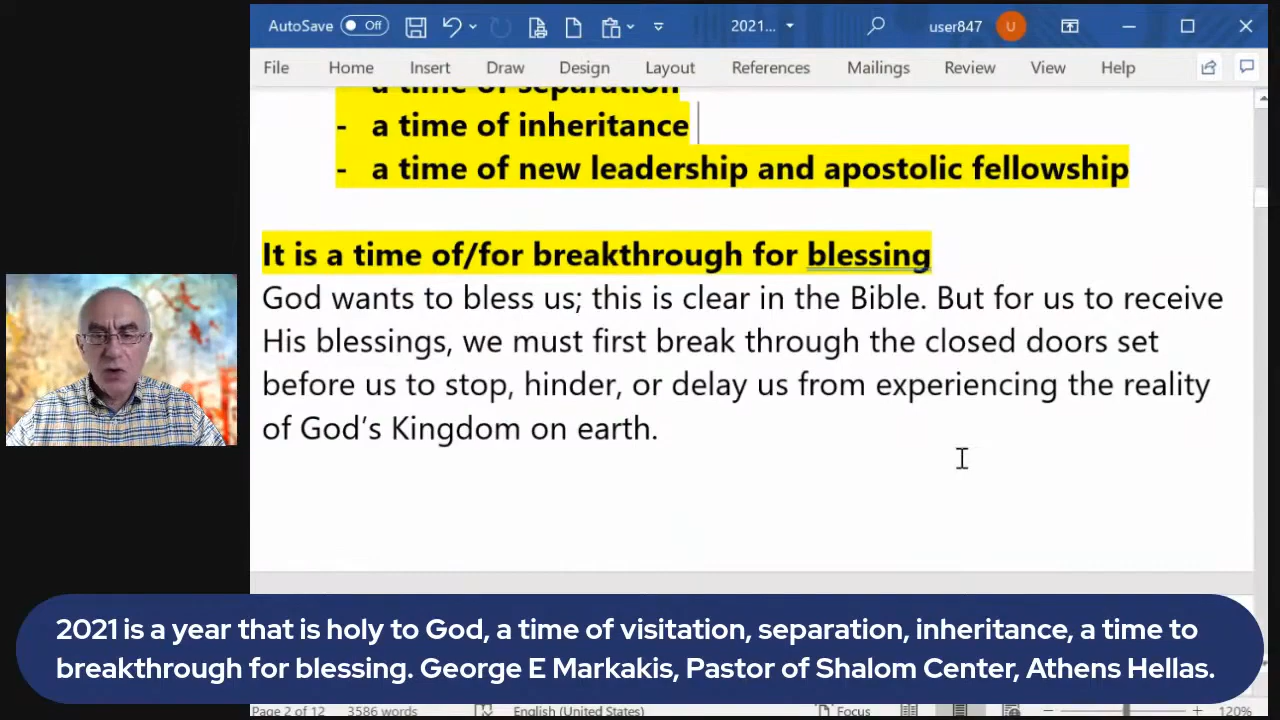 AutoSave Off 2021... user847 U
File Home Insert Draw Design Layout References Mailings Review View Help
a time of separation
- a time of inheritance
- a time of new leadership and apostolic fellowship
It is a time of/for breakthrough for blessing
God wants to bless us; this is clear in the Bible. But for us to receive
His blessings, we must first break through the closed doors set
before us to stop, hinder, or delay us from experiencing the reality
of God’s Kingdom on earth.
2021 is a year that is holy to God, a time of visitation, separation, inheritance, a time to
breakthrough for blessing. George E Markakis, Pastor of Shalom Center, Athens Hellas.
Page 2 of 12 3586 words English (United States) Focus 120%